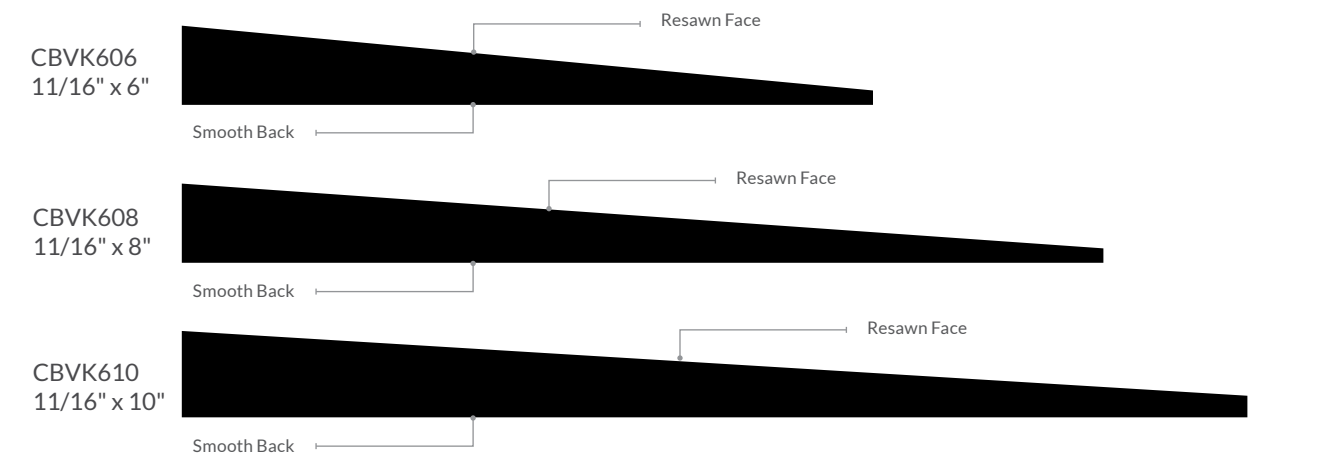 Resawn Face
CBVK606
11/16" x 6"
Smooth Back
Resawn Face
CBVK608
11/16" x 8"
Smooth Back
Resawn Face
CBVK610
11/16" x 10"
Smooth Back